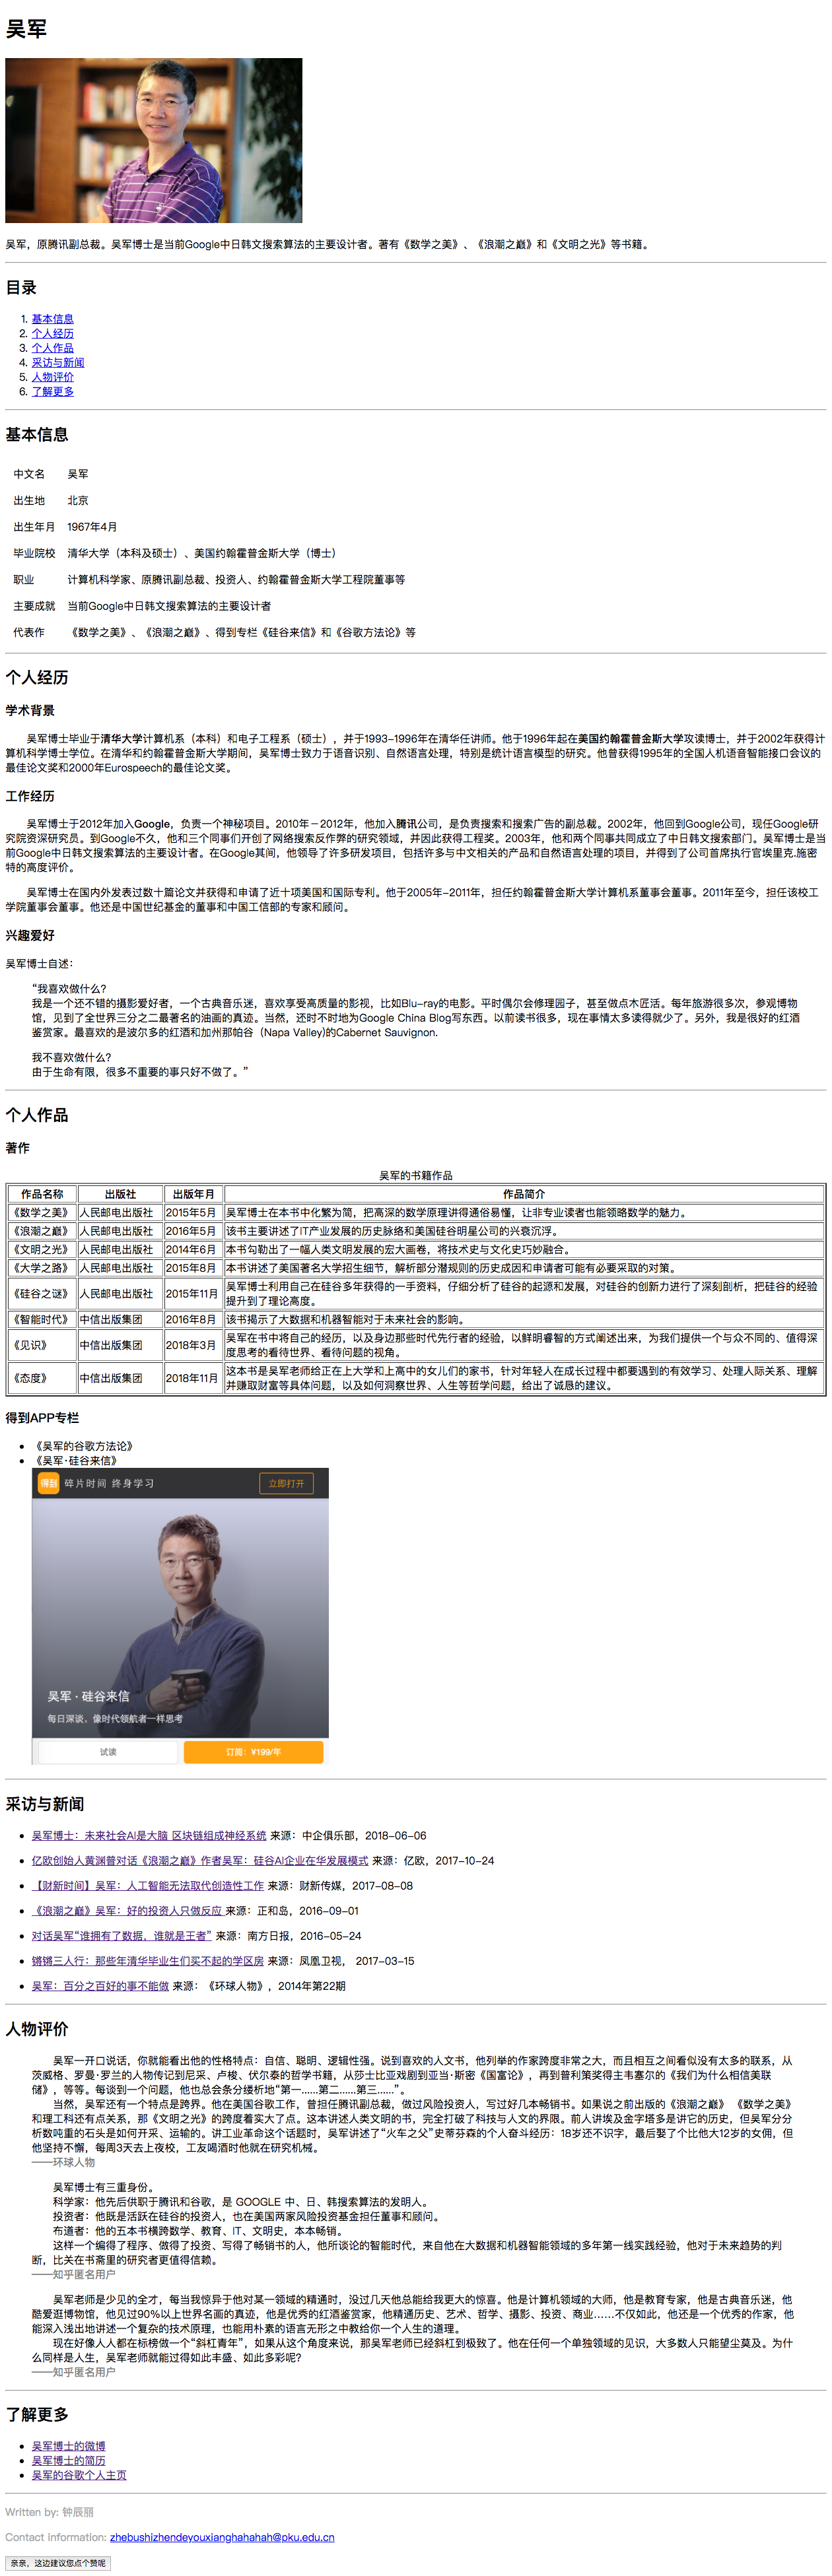 吴军
吴军，原腾讯副总裁。吴军博士是当前Google中日韩文搜索算法的主要设计者。著有《数学之美》、《浪潮之巅》和《文明之光》等书籍。
目录
1. 基本信息
2. 个人经历
3. 个人作品
4. 采访与新闻
5. 人物评价
6. 了解更多
基本信息
中文名 吴军
出生地 北京
出生年月 1967年4月
毕业院校 清华大学（本科及硕士）、美国约翰霍普金斯大学（博士）
职业 计算机科学家、原腾讯副总裁、投资人、约翰霍普金斯大学工程院董事等
主要成就 当前Google中日韩文搜索算法的主要设计者
代表作 《数学之美》、《浪潮之巅》、得到专栏《硅谷来信》和《谷歌方法论》等
个人经历
学术背景
吴军博士毕业于清华大学计算机系（本科）和电子工程系（硕士），并于1993-1996年在清华任讲师。他于1996年起在美国约翰霍普金斯大学攻读博士，并于2002年获得计
算机科学博士学位。在清华和约翰霍普金斯大学期间，吴军博士致力于语音识别、自然语言处理，特别是统计语言模型的研究。他曾获得1995年的全国人机语音智能接口会议的
最佳论文奖和2000年Eurospeech的最佳论文奖。
工作经历
吴军博士于2012年加入Google，负责一个神秘项目。2010年－2012年，他加入腾讯公司，是负责搜索和搜索广告的副总裁。2002年，他回到Google公司，现任Google研
究院资深研究员。到Google不久，他和三个同事们开创了网络搜索反作弊的研究领域，并因此获得工程奖。2003年，他和两个同事共同成立了中日韩文搜索部门。吴军博士是当
前Google中日韩文搜索算法的主要设计者。在Google其间，他领导了许多研发项目，包括许多与中文相关的产品和自然语言处理的项目，并得到了公司首席执行官埃里克.施密
特的高度评价。
吴军博士在国内外发表过数十篇论文并获得和申请了近十项美国和国际专利。他于2005年-2011年，担任约翰霍普金斯大学计算机系董事会董事。2011年至今，担任该校工
学院董事会董事。他还是中国世纪基金的董事和中国工信部的专家和顾问。
兴趣爱好
吴军博士自述：
“我喜欢做什么?
我是一个还不错的摄影爱好者，一个古典音乐迷，喜欢享受高质量的影视，比如Blu-ray的电影。平时偶尔会修理园子，甚至做点木匠活。每年旅游很多次，参观博物
馆，见到了全世界三分之二最著名的油画的真迹。当然，还时不时地为Google China Blog写东西。以前读书很多，现在事情太多读得就少了。另外，我是很好的红酒
鉴赏家。最喜欢的是波尔多的红酒和加州那帕谷（Napa Valley)的Cabernet Sauvignon.
我不喜欢做什么?
由于生命有限，很多不重要的事只好不做了。”
个人作品
著作
吴军的书籍作品
作品名称 出版社 出版年月 作品简介
《数学之美》 人民邮电出版社 2015年5月 吴军博士在本书中化繁为简，把高深的数学原理讲得通俗易懂，让非专业读者也能领略数学的魅力。
《浪潮之巅》 人民邮电出版社 2016年5月 该书主要讲述了IT产业发展的历史脉络和美国硅谷明星公司的兴衰沉浮。
《文明之光》 人民邮电出版社 2014年6月 本书勾勒出了一幅人类文明发展的宏大画卷，将技术史与文化史巧妙融合。
《大学之路》 人民邮电出版社 2015年8月 本书讲述了美国著名大学招生细节，解析部分潜规则的历史成因和申请者可能有必要采取的对策。
《硅谷之谜》 人民邮电出版社 2015年11月 吴军博士利用自己在硅谷多年获得的一手资料，仔细分析了硅谷的起源和发展，对硅谷的创新力进行了深刻剖析，把硅谷的经验
提升到了理论高度。
《智能时代》 中信出版集团 2016年8月 该书揭示了大数据和机器智能对于未来社会的影响。
《见识》 中信出版集团 2018年3月 吴军在书中将自己的经历，以及身边那些时代先行者的经验，以鲜明睿智的方式阐述出来，为我们提供一个与众不同的、值得深
度思考的看待世界、看待问题的视角。
《态度》 中信出版集团 2018年11月 这本书是吴军老师给正在上大学和上高中的女儿们的家书，针对年轻人在成长过程中都要遇到的有效学习、处理人际关系、理解
并赚取财富等具体问题，以及如何洞察世界、人生等哲学问题，给出了诚恳的建议。
得到APP专栏
《吴军的谷歌方法论》
《吴军·硅谷来信》
得到 碎片时间 终身学习 立即打开
吴军 · 硅谷来信
每日深谈，像时代领航者一样思考
试读 订阅：¥199/年
采访与新闻
吴军博士：未来社会AI是大脑 区块链组成神经系统 来源：中企俱乐部，2018-06-06
亿欧创始人黄渊普对话《浪潮之巅》作者吴军：硅谷AI企业在华发展模式 来源：亿欧，2017-10-24
【财新时间】吴军：人工智能无法取代创造性工作 来源：财新传媒，2017-08-08
《浪潮之巅》吴军：好的投资人只做反应 来源：正和岛，2016-09-01
对话吴军“谁拥有了数据，谁就是王者” 来源：南方日报，2016-05-24
锵锵三人行：那些年清华毕业生们买不起的学区房 来源：凤凰卫视， 2017-03-15
吴军：百分之百好的事不能做 来源：《环球人物》，2014年第22期
人物评价
吴军一开口说话，你就能看出他的性格特点：自信、聪明、逻辑性强。说到喜欢的人文书，他列举的作家跨度非常之大，而且相互之间看似没有太多的联系，从
茨威格、罗曼·罗兰的人物传记到尼采、卢梭、伏尔泰的哲学书籍，从莎士比亚戏剧到亚当·斯密《国富论》，再到普利策奖得主韦塞尔的《我们为什么相信美联
储》，等等。每谈到一个问题，他也总会条分缕析地“第一……第二……第三……”。
当然，吴军还有一个特点是跨界。他在美国谷歌工作，曾担任腾讯副总裁，做过风险投资人，写过好几本畅销书。如果说之前出版的《浪潮之巅》 《数学之美》
和理工科还有点关系，那《文明之光》的跨度着实大了点。这本讲述人类文明的书，完全打破了科技与人文的界限。前人讲埃及金字塔多是讲它的历史，但吴军分分
析数吨重的石头是如何开采、运输的。讲工业革命这个话题时，吴军讲述了“火车之父”史蒂芬森的个人奋斗经历：18岁还不识字，最后娶了个比他大12岁的女佣，但
他坚持不懈，每周3天去上夜校，工友喝酒时他就在研究机械。
——环球人物
吴军博士有三重身份。
科学家：他先后供职于腾讯和谷歌，是 GOOGLE 中、日、韩搜索算法的发明人。
投资者：他既是活跃在硅谷的投资人，也在美国两家风险投资基金担任董事和顾问。
布道者：他的五本书横跨数学、教育、IT、文明史，本本畅销。
这样一个编得了程序、做得了投资、写得了畅销书的人，他所谈论的智能时代，来自他在大数据和机器智能领域的多年第一线实践经验，他对于未来趋势的判
断，比关在书斋里的研究者更值得信赖。
——知乎匿名用户
吴军老师是少见的全才，每当我惊异于他对某一领域的精通时，没过几天他总能给我更大的惊喜。他是计算机领域的大师，他是教育专家，他是古典音乐迷，他
酷爱逛博物馆，他见过90%以上世界名画的真迹，他是优秀的红酒鉴赏家，他精通历史、艺术、哲学、摄影、投资、商业……不仅如此，他还是一个优秀的作家，他
能深入浅出地讲述一个复杂的技术原理，也能用朴素的语言无形之中教给你一个人生的道理。
现在好像人人都在标榜做一个“斜杠青年”，如果从这个角度来说，那吴军老师已经斜杠到极致了。他在任何一个单独领域的见识，大多数人只能望尘莫及。为什
么同样是人生，吴军老师就能过得如此丰盛、如此多彩呢?
——知乎匿名用户
了解更多
吴军博士的微博
吴军博士的简历
吴军的谷歌个人主页
Written by: 钟辰丽
Contact information: zhebushizhendeyouxianghahahah@pku.edu.cn
亲亲，这边建议您点个赞呢